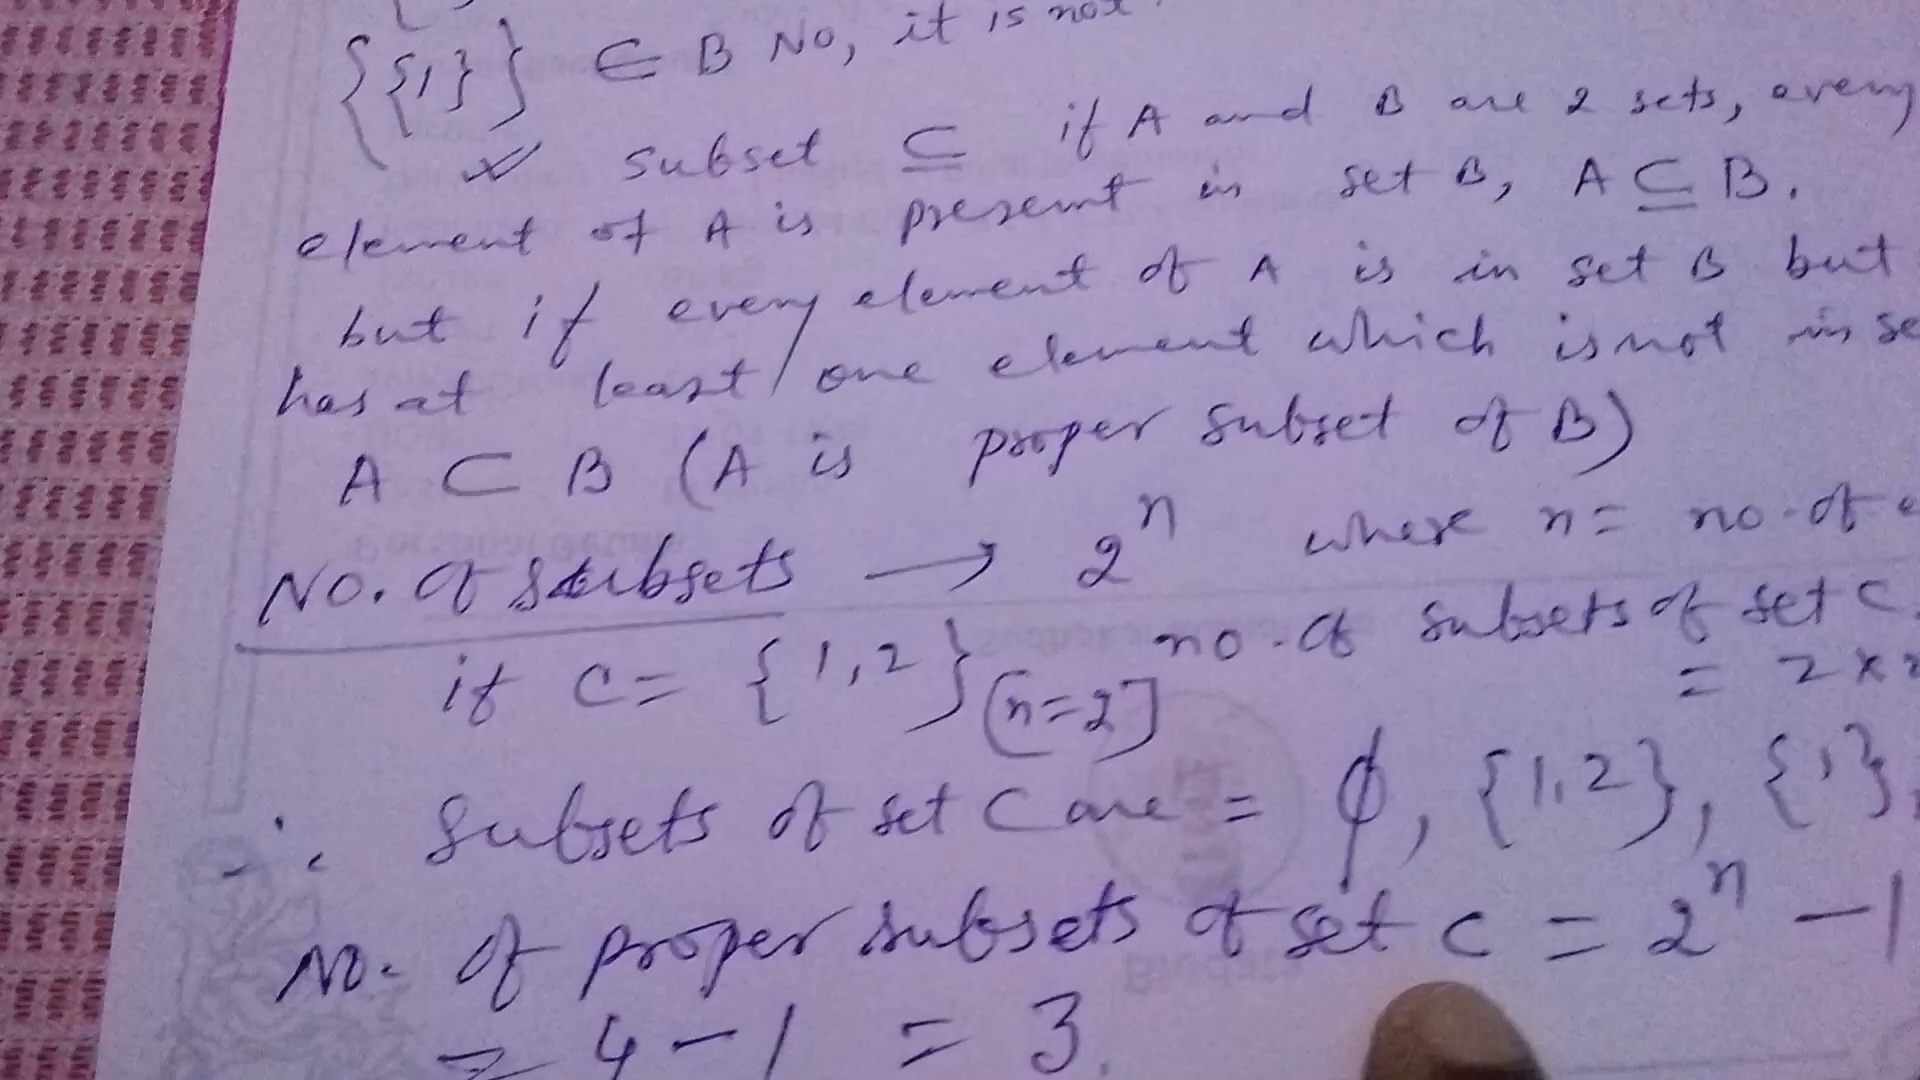 {{1}} ∈ B No, it is not
subset ⊆ if A and B are 2 sets, every
element of A is present in set B, A ⊆ B.
but if every element of A is in set B but
has at least one element which is not in se
A ⊂ B (A is proper subset of B)
No. of subsets → 2ⁿ where n = no. of e
if C = {1,2} [n=2] no. of subsets of set C
= 2 x 2
∴ subsets of set C are = ϕ, {1,2}, {1},
No. of proper subsets of set C = 2ⁿ - 1
= 4 - 1 = 3.